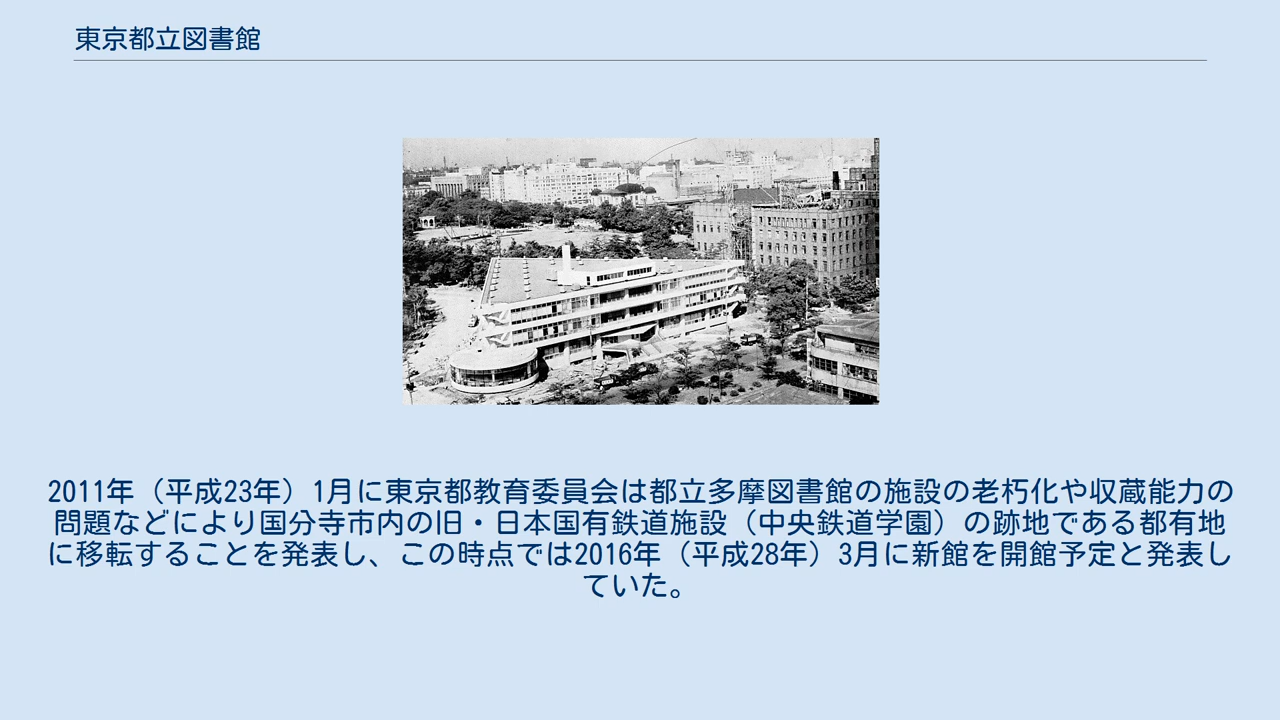 東京都立図書館
2011年（平成23年）1月に東京都教育委員会は都立多摩図書館の施設の老朽化や収蔵能力の
問題などにより国分寺市内の旧・日本国有鉄道施設（中央鉄道学園）の跡地である都有地
に移転することを発表し、この時点では2016年（平成28年）3月に新館を開館予定と発表し
ていた。